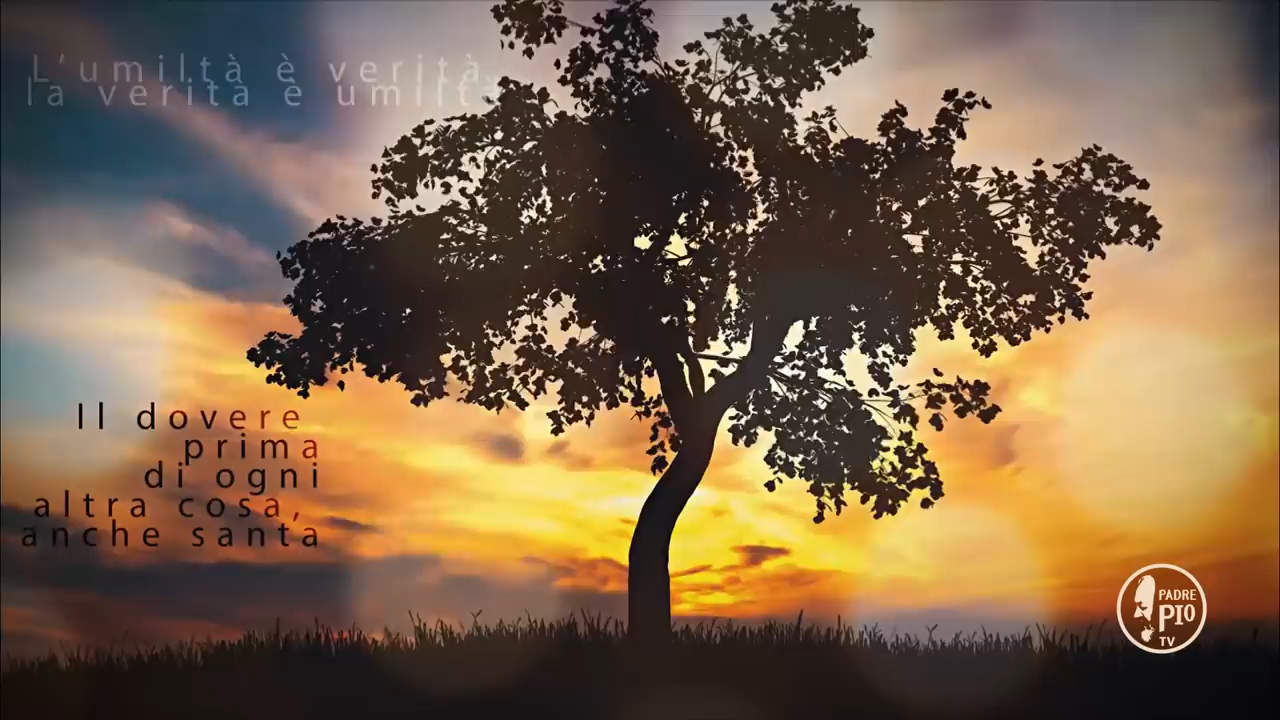 L'umiltà è verità,
la verità è umiltà
Il dovere
prima
di ogni
altra cosa,
anche santa
PADRE
PIO
TV